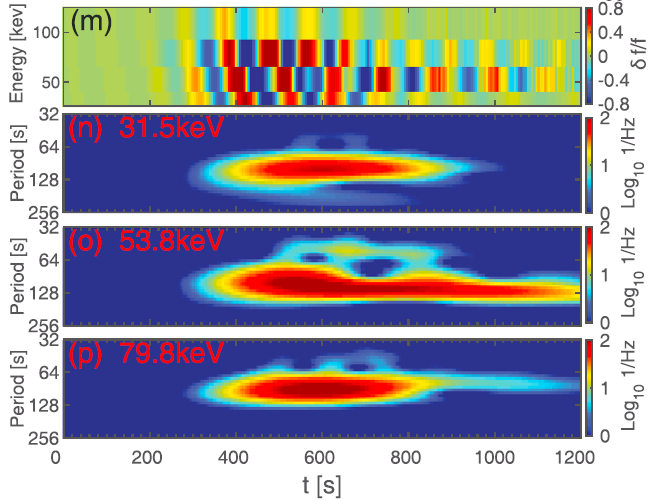 (m)
Energy [kev]
100
50
0.8
0.4
-0
-0.4
-0.8
δ f/f
(n) 31.5keV
Period [s]
32
64
128
256
2
1
0
Log10 1/Hz
(o) 53.8keV
Period [s]
32
64
128
256
2
1
0
Log10 1/Hz
(p) 79.8keV
Period [s]
32
64
128
256
2
1
0
Log10 1/Hz
0 200 400 600 800 1000 1200
t [s]